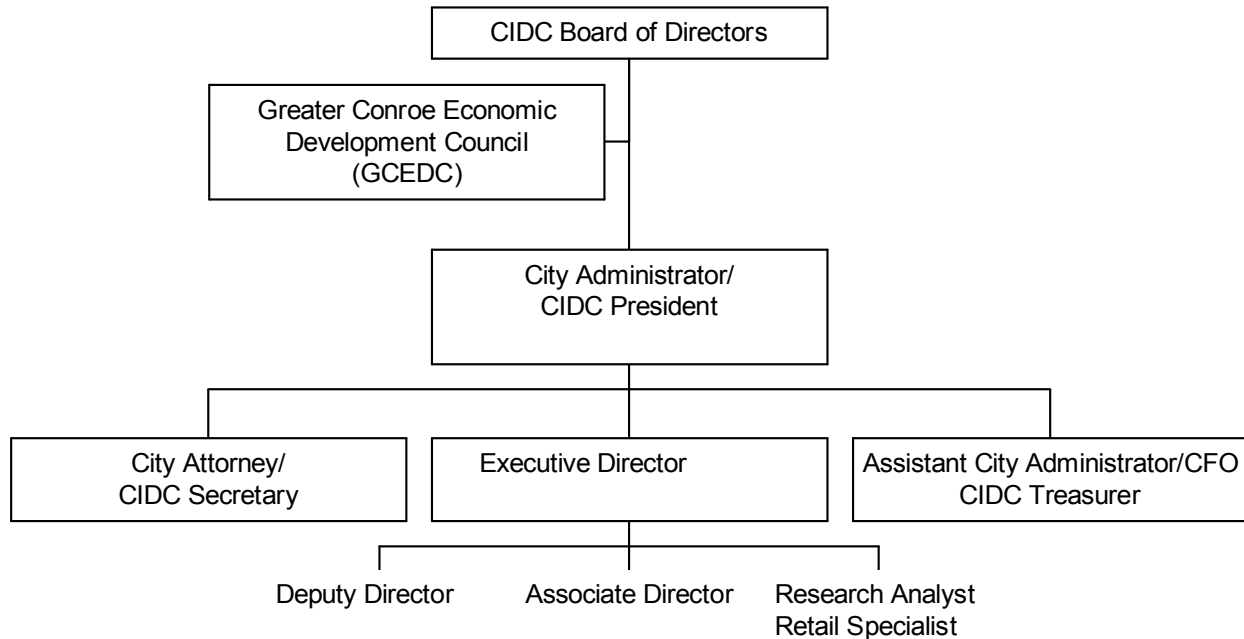 CIDC Board of Directors
Greater Conroe Economic
Development Council
(GCEDC)
City Administrator/
CIDC President
City Attorney/
CIDC Secretary
Executive Director
Assistant City Administrator/CFO
CIDC Treasurer
Deputy Director
Associate Director
Research Analyst
Retail Specialist